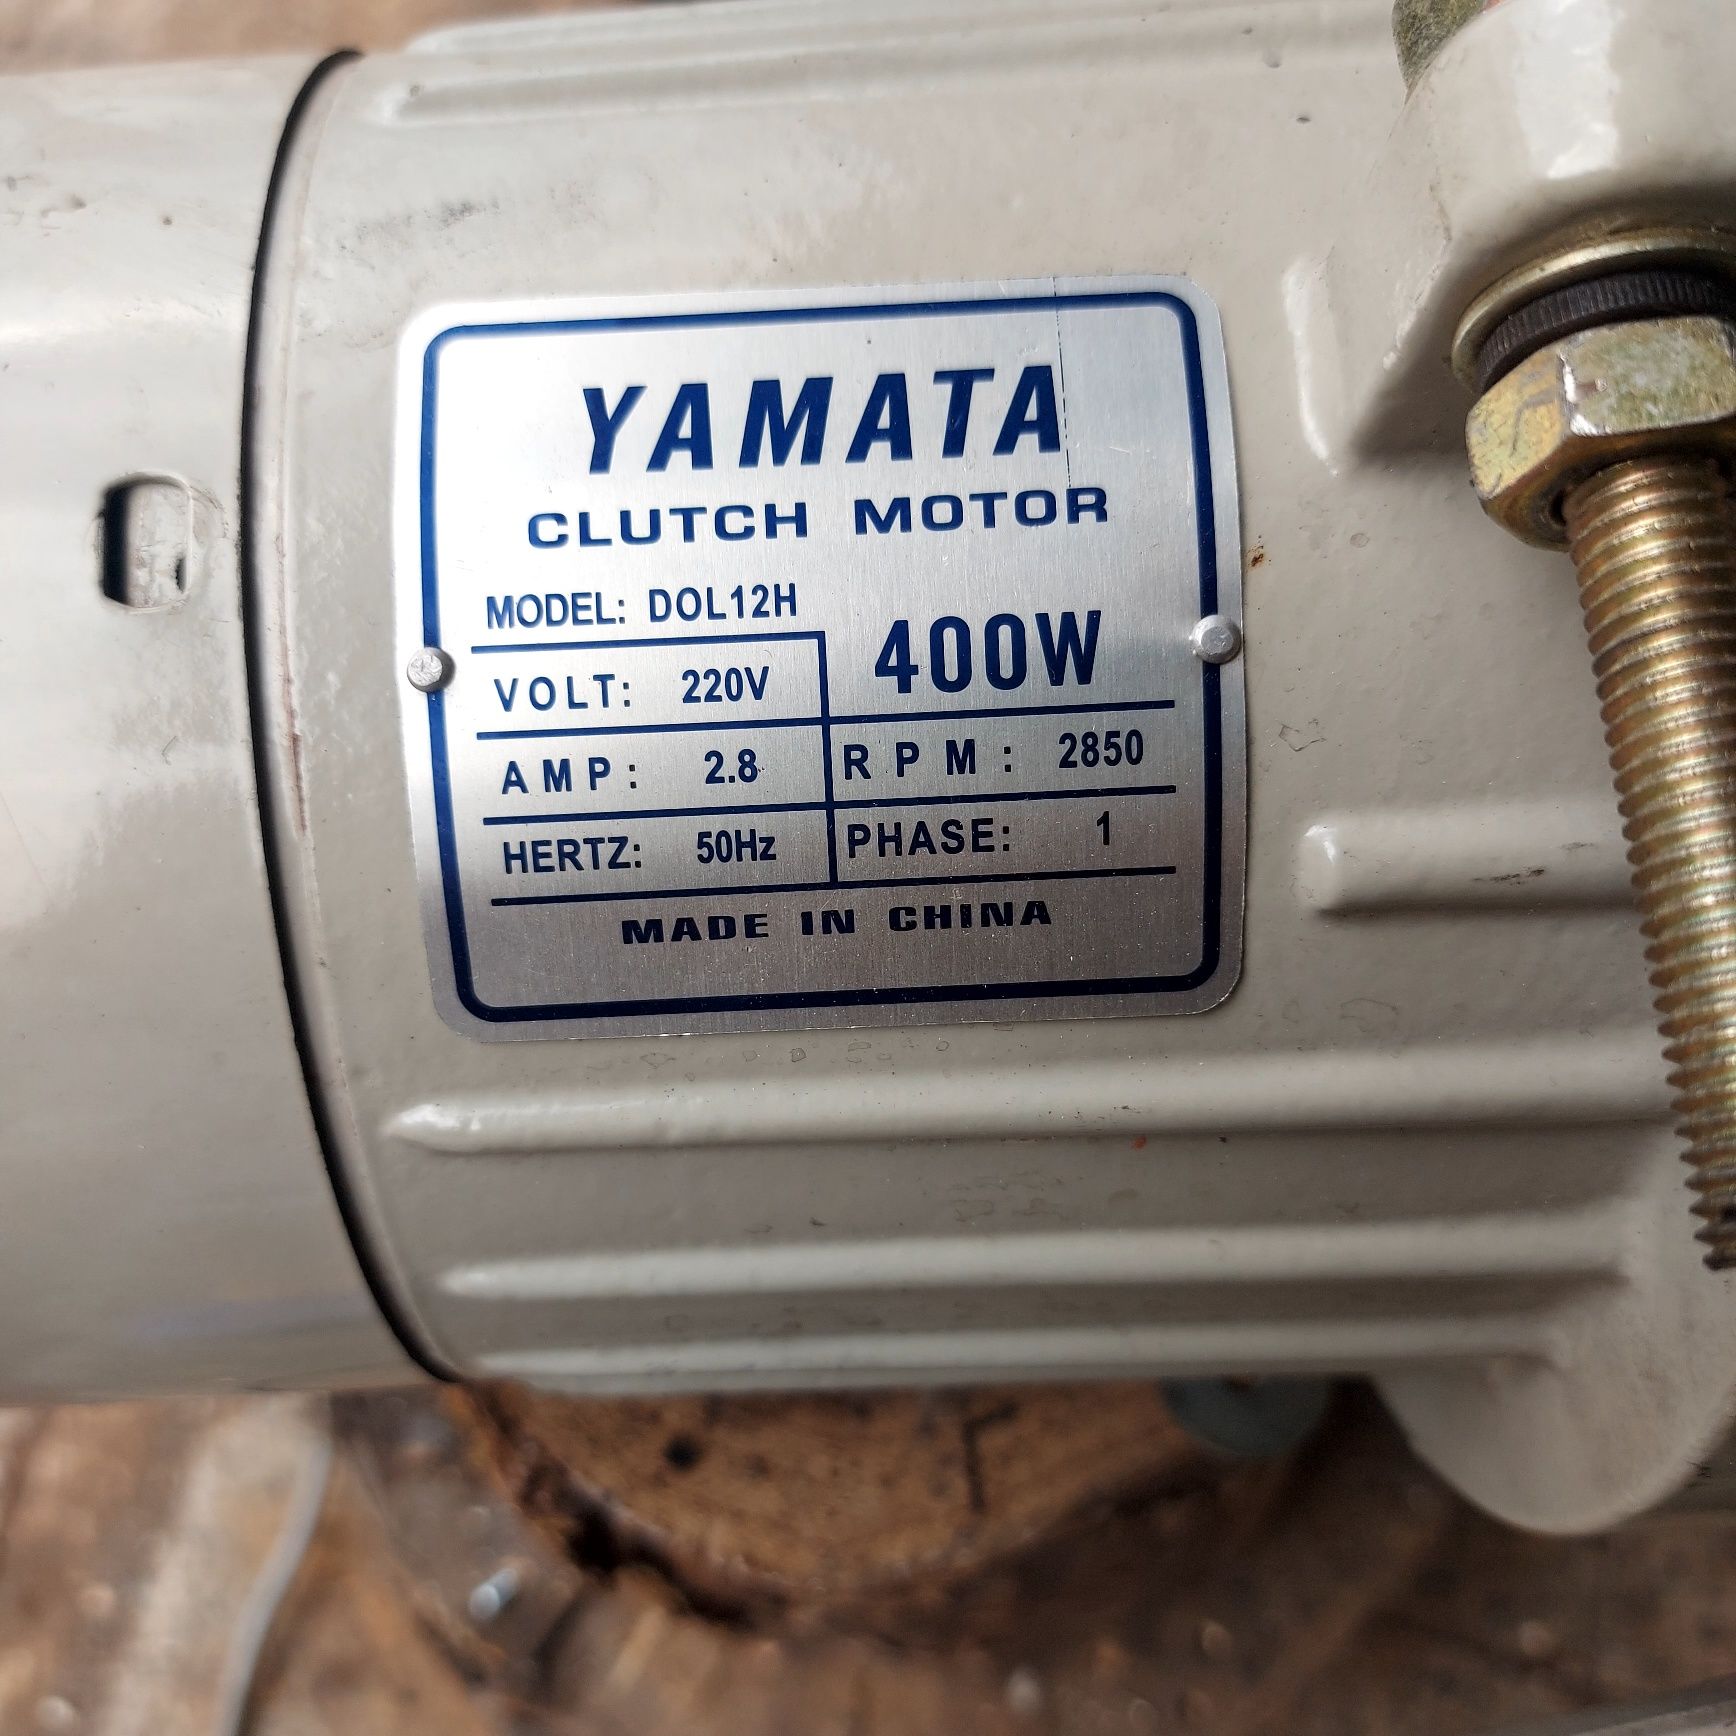 YAMATA
CLUTCH MOTOR
MODEL: DOL12H
400W
VOLT: 220V
AMP: 2.8
RPM: 2850
HERTZ: 50Hz
PHASE: 1
MADE IN CHINA